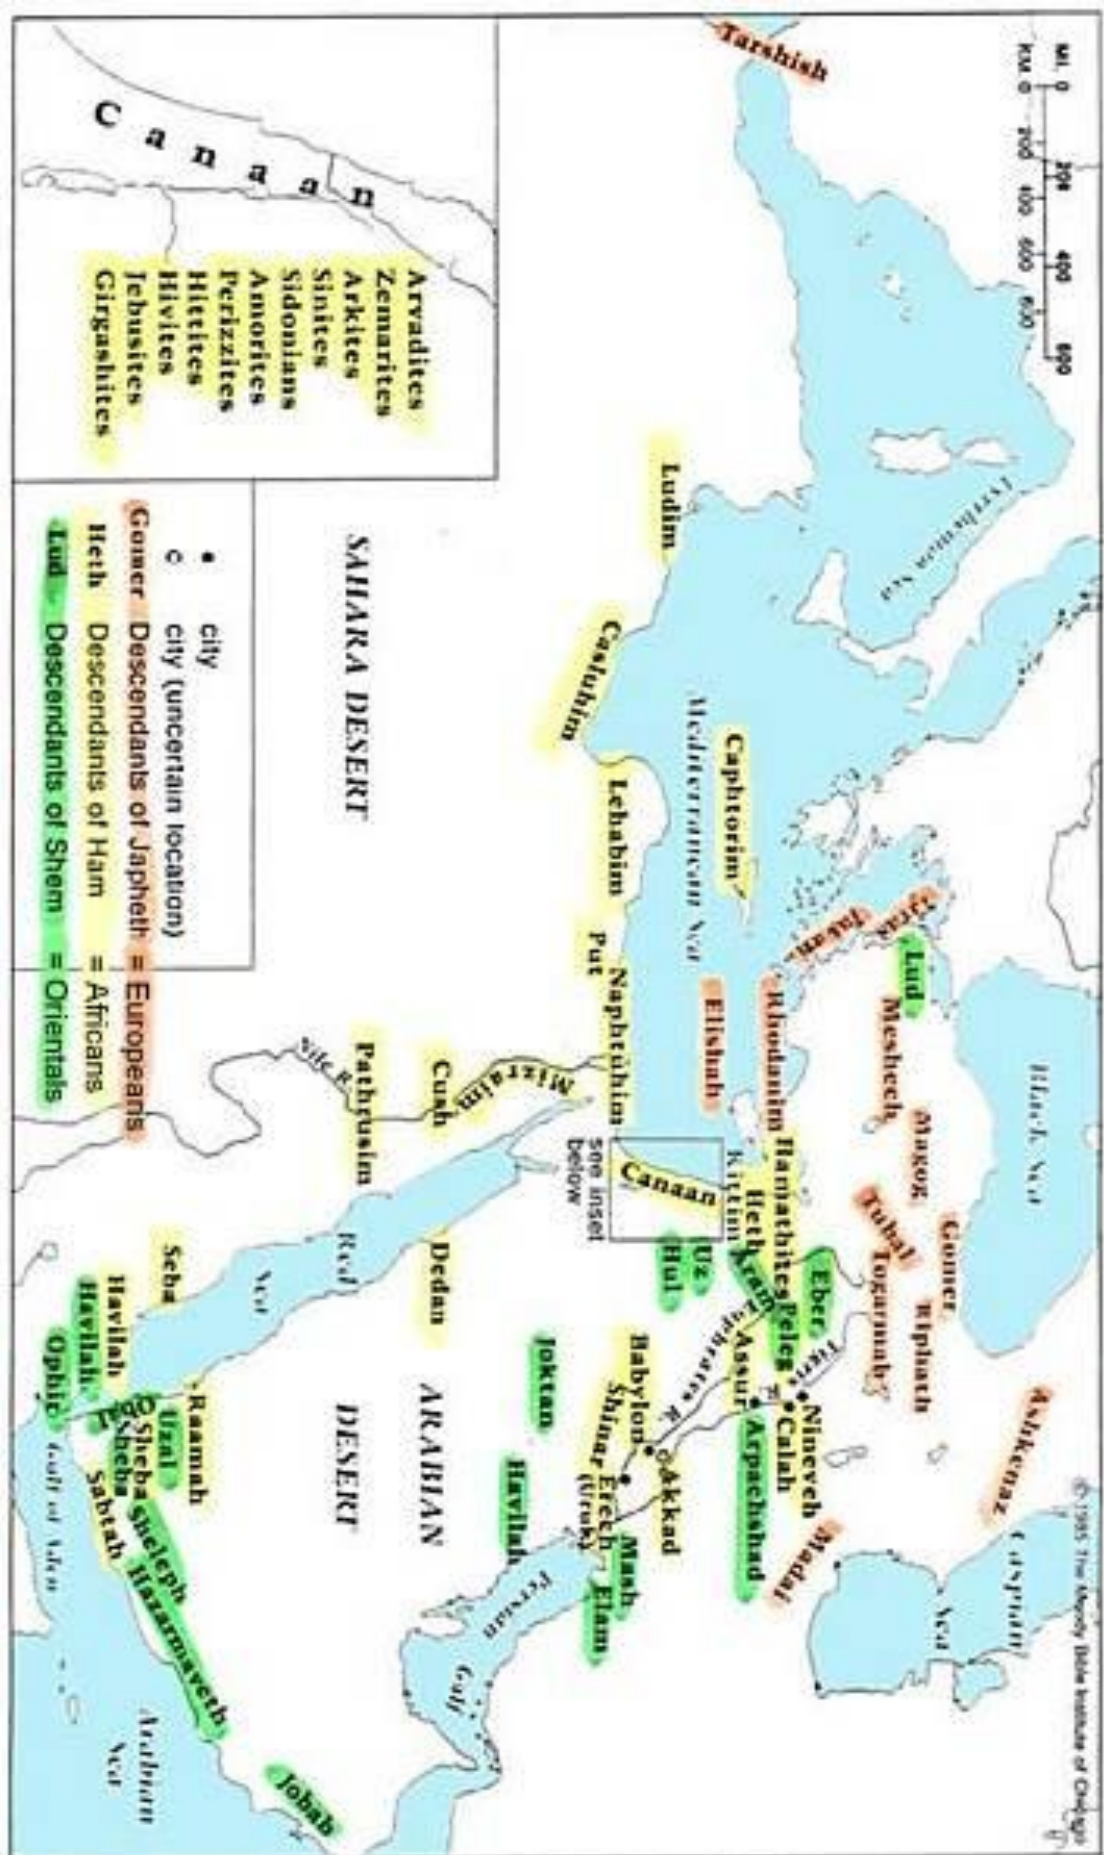 MI. 0 200 400 600
KM. 0 200 400 600 800
© 1985 The Moody Bible Institute of Chicago
Tarshish
Tyrrhenian Sea
Black Sea
Caspian
Sea
Ashkenaz
Gomer
Riphath
Magog
Tubal
Togarmah
Meshech
Lud
Tiras
Javan
Madai
Rhodanim
Elishah
Kittim
Caphtorim
Mediterranean Sea
Hamathites
Heth
Aram
Eber
Peleg
Tigris R.
Euphrates R.
Nineveh
Calah
Assur
Arpachshad
Ludim
Casluhim
Lehabim
Put
Naphtuhim
Canaan
see inset
below
Uz
Hul
Babylon
Shinar
Akkad
Erech
(Uruk)
Mash
Elam
Joktan
Havilah
Persian
Gulf
Mizraim
Cush
Pathrusim
Nile R.
Dedan
Red
Sea
SAHARA DESERT
ARABIAN
DESERT
Seba
Raamah
Havilah
Havilah
Uzal
Sheba
Sheba
Sheleph
Sabtah
Hazarmaveth
Ophir
Gulf of Aden
Arabian
Sea
Jobab
Canaan
Arvadites
Zemarites
Arkites
Sinites
Sidonians
Amorites
Perizzites
Hittites
Hivites
Jebusites
Girgashites
city
city (uncertain location)
Gomer Descendants of Japheth = Europeans
Heth Descendants of Ham = Africans
Lud Descendants of Shem = Orientals